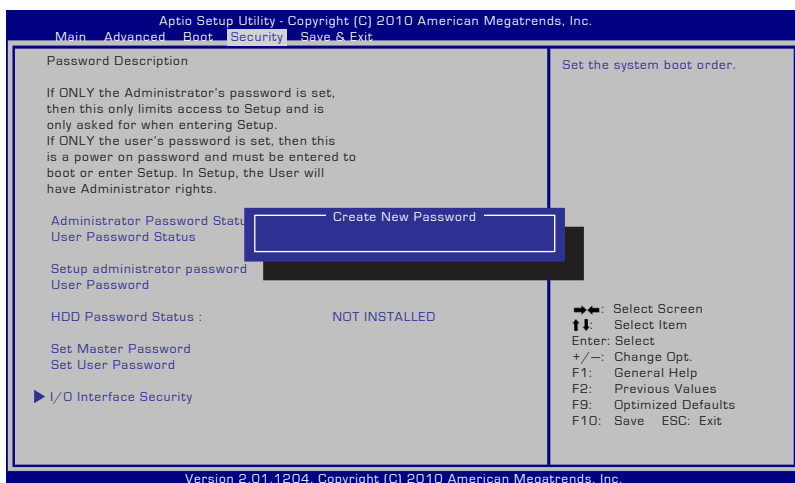 Aptio Setup Utility - Copyright (C) 2010 American Megatrends, Inc.
Main Advanced Boot Security Save & Exit
Password Description
If ONLY the Administrator's password is set,
then this only limits access to Setup and is
only asked for when entering Setup.
If ONLY the user's password is set, then this
is a power on password and must be entered to
boot or enter Setup. In Setup, the User will
have Administrator rights.
Administrator Password Statu
User Password Status
Create New Password
Setup administrator password
User Password
HDD Password Status : NOT INSTALLED
Set Master Password
Set User Password
I/O Interface Security
Set the system boot order.
→←: Select Screen
↑↓: Select Item
Enter: Select
+/—: Change Opt.
F1: General Help
F2: Previous Values
F9: Optimized Defaults
F10: Save ESC: Exit
Version 2.01.1204. Copyright (C) 2010 American Megatrends, Inc.